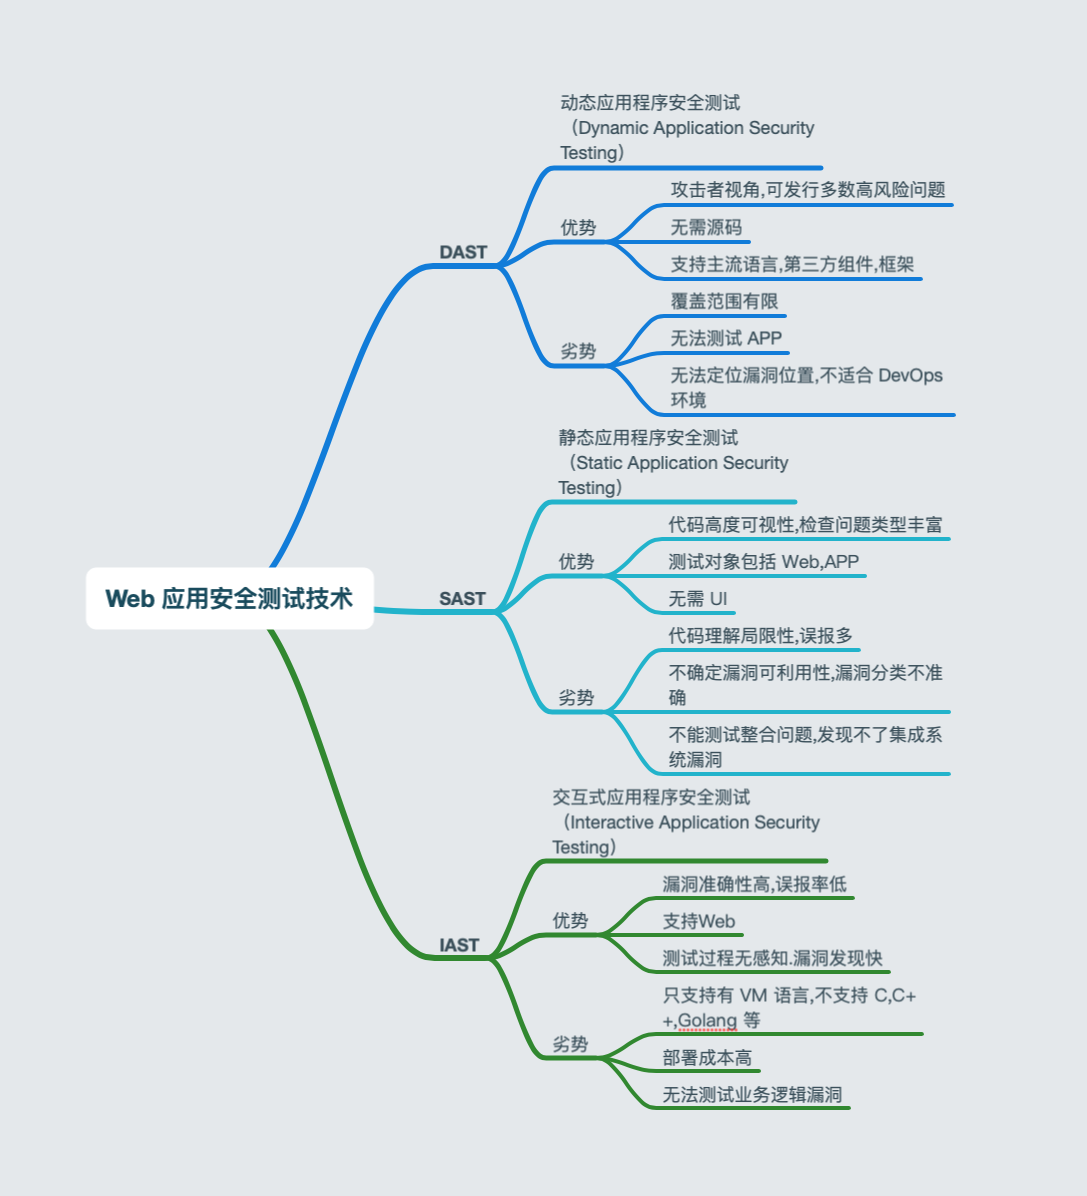 Web 应用安全测试技术
DAST
动态应用程序安全测试
（Dynamic Application Security
Testing）
优势
攻击者视角,可发行多数高风险问题
无需源码
支持主流语言,第三方组件,框架
劣势
覆盖范围有限
无法测试 APP
无法定位漏洞位置,不适合 DevOps
环境
SAST
静态应用程序安全测试
（Static Application Security
Testing）
优势
代码高度可视性,检查问题类型丰富
测试对象包括 Web,APP
无需 UI
劣势
代码理解局限性,误报多
不确定漏洞可利用性,漏洞分类不准
确
不能测试整合问题,发现不了集成系
统漏洞
IAST
交互式应用程序安全测试
（Interactive Application Security
Testing）
优势
漏洞准确性高,误报率低
支持Web
测试过程无感知.漏洞发现快
劣势
只支持有 VM 语言,不支持 C,C+
+,Golang 等
部署成本高
无法测试业务逻辑漏洞